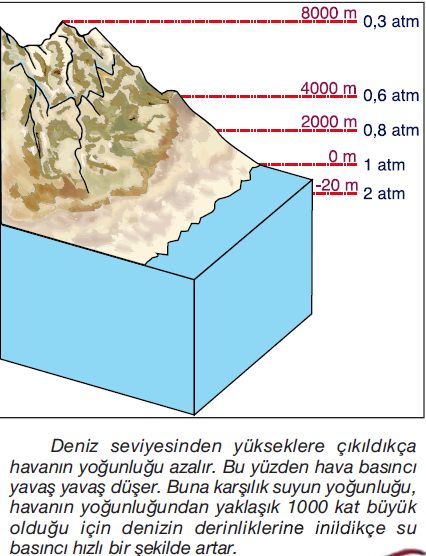 8000 m 0,3 atm
4000 m 0,6 atm
2000 m 0,8 atm
0 m 1 atm
-20 m 2 atm
Deniz seviyesinden yükseklere çıkıldıkça
havanın yoğunluğu azalır. Bu yüzden hava basıncı
yavaş yavaş düşer. Buna karşılık suyun yoğunluğu,
havanın yoğunluğundan yaklaşık 1000 kat büyük
olduğu için denizin derinliklerine inildikçe su
basıncı hızlı bir şekilde artar.